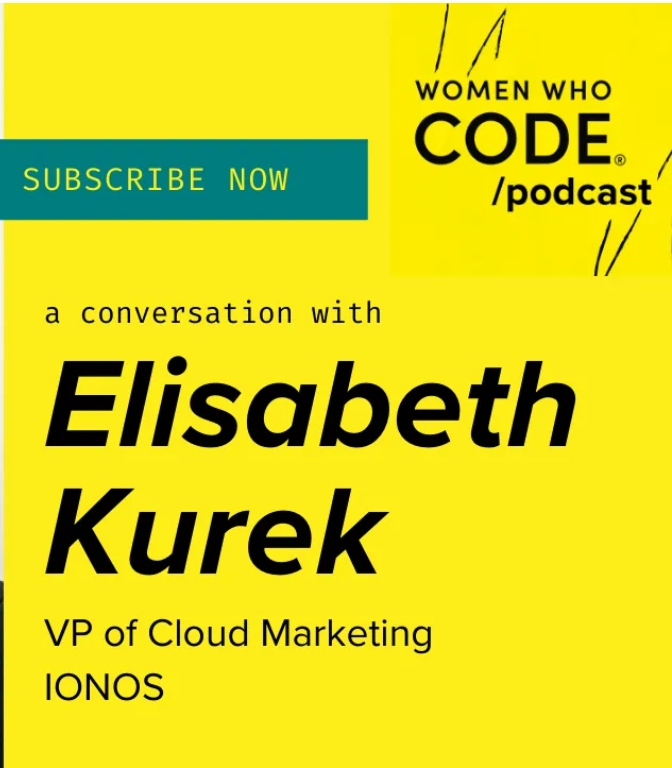 WOMEN WHO
CODE®
/podcast
SUBSCRIBE NOW
a conversation with
Elisabeth
Kurek
VP of Cloud Marketing
IONOS